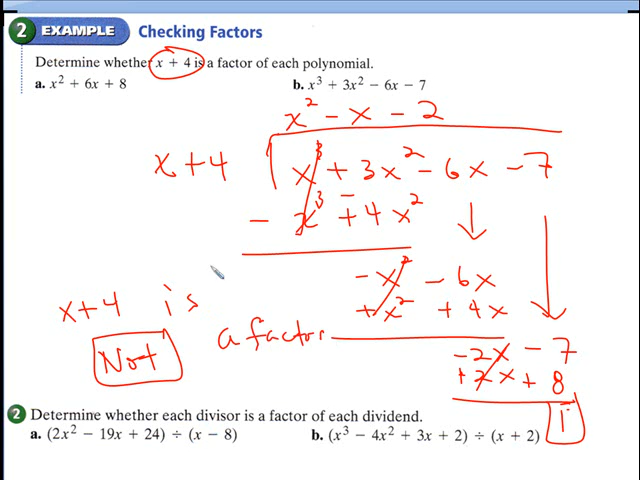 2 EXAMPLE Checking Factors
Determine whether x + 4 is a factor of each polynomial.
a. x² + 6x + 8 b. x³ + 3x² − 6x − 7
x² − x − 2
x + 4 x³ + 3x² − 6x − 7
− x³ + 4x²
−x² − 6x
+x² + 4x
x+4 is
Not a factor
−2x − 7
+2x + 8
1
2 Determine whether each divisor is a factor of each dividend.
a. (2x² − 19x + 24) ÷ (x − 8) b. (x³ − 4x² + 3x + 2) ÷ (x + 2)